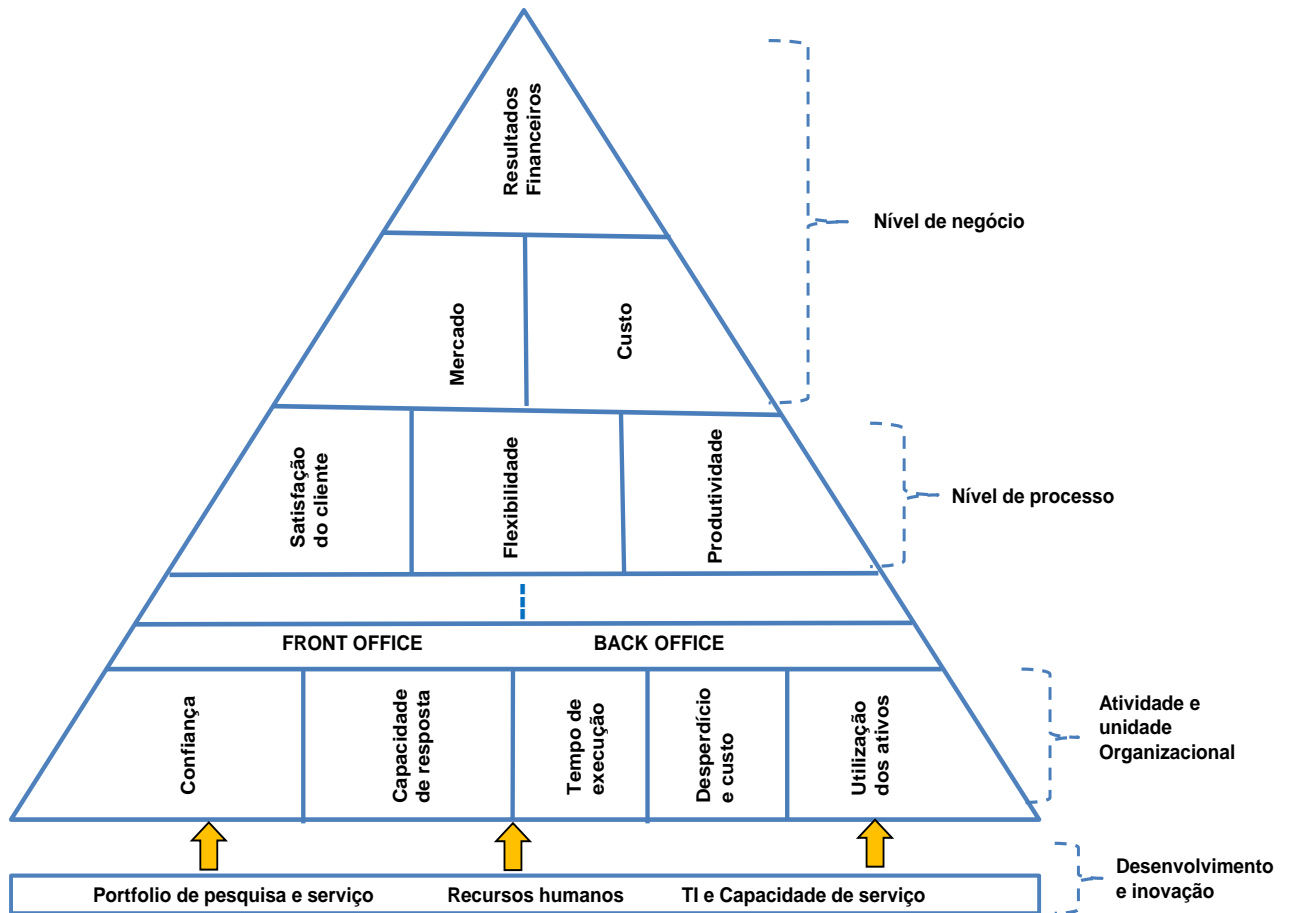 Resultados
Financeiros
Nível de negócio
Mercado
Custo
Satisfação
do cliente
Flexibilidade
Produtividade
Nível de processo
FRONT OFFICE
BACK OFFICE
Confiança
Capacidade
de resposta
Tempo de
execução
Desperdício
e custo
Utilização
dos ativos
Atividade e
unidade
Organizacional
Portfolio de pesquisa e serviço
Recursos humanos
TI e Capacidade de serviço
Desenvolvimento
e inovação